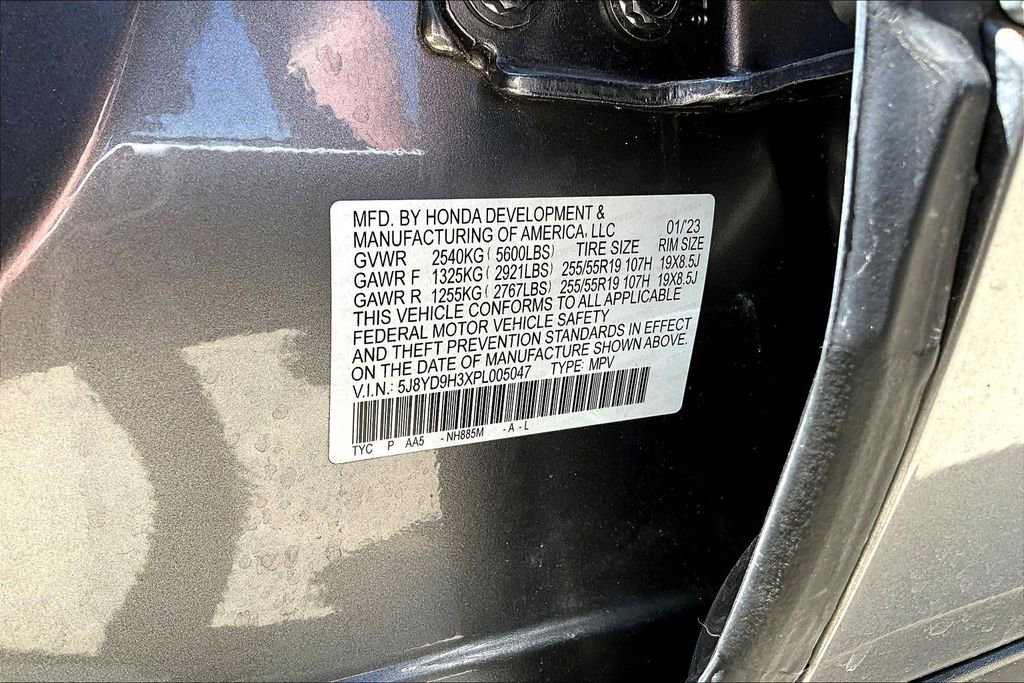 MFD. BY HONDA DEVELOPMENT &
MANUFACTURING OF AMERICA, LLC 01/'23
GVWR 2540KG ( 5600LBS) TIRE SIZE RIM SIZE
GAWR F 1325KG ( 2921LBS) 255/55R19 107H 19X8.5J
GAWR R 1255KG ( 2767LBS) 255/55R19 107H 19X8.5J
THIS VEHICLE CONFORMS TO ALL APPLICABLE
FEDERAL MOTOR VEHICLE SAFETY
AND THEFT PREVENTION STANDARDS IN EFFECT
ON THE DATE OF MANUFACTURE SHOWN ABOVE.
V.I.N.: 5J8YD9H3XPL005047 TYPE: MPV
TYC P AA5 - NH885M - A - L